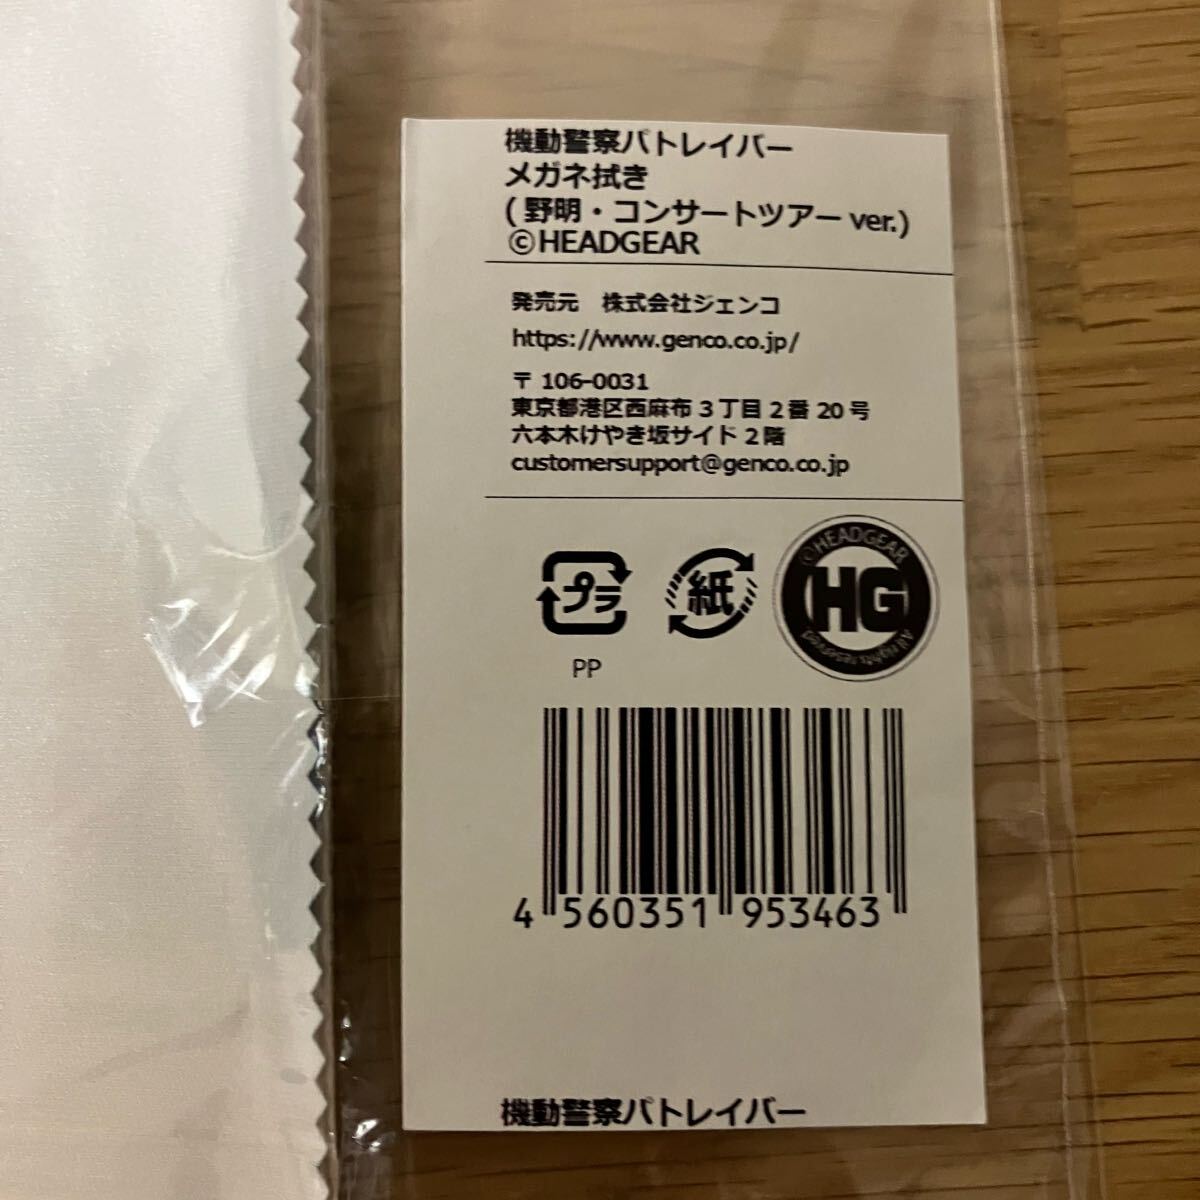 機動警察パトレイバー
メガネ拭き
(野明・コンサートツアー ver.)
©HEADGEAR
発売元　株式会社ジェンコ
https://www.genco.co.jp/
〒 106-0031
東京都港区西麻布 3 丁目 2 番 20 号
六本木けやき坂サイド 2 階
customersupport@genco.co.jp
プラ
PP
紙
©HEADGEAR
HG
All rights reserved
4 560351 953463
機動警察パトレイバー